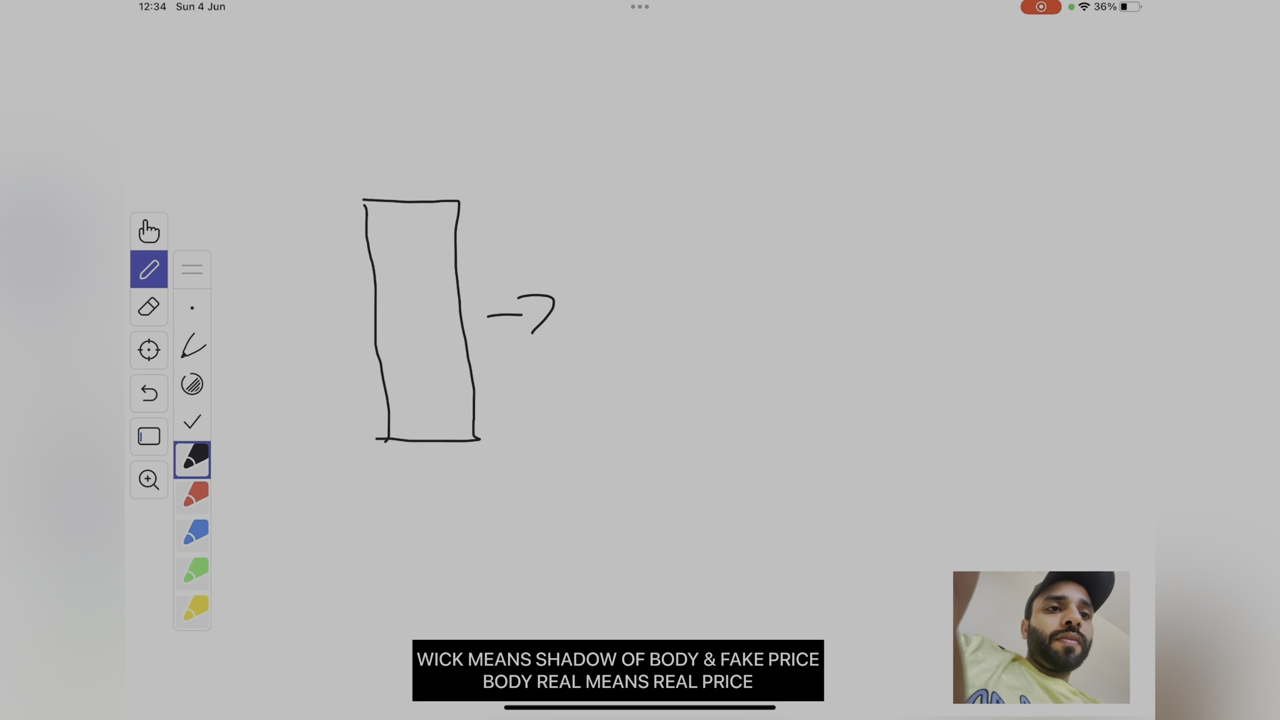 12:34 Sun 4 Jun
36%
WICK MEANS SHADOW OF BODY & FAKE PRICE
BODY REAL MEANS REAL PRICE